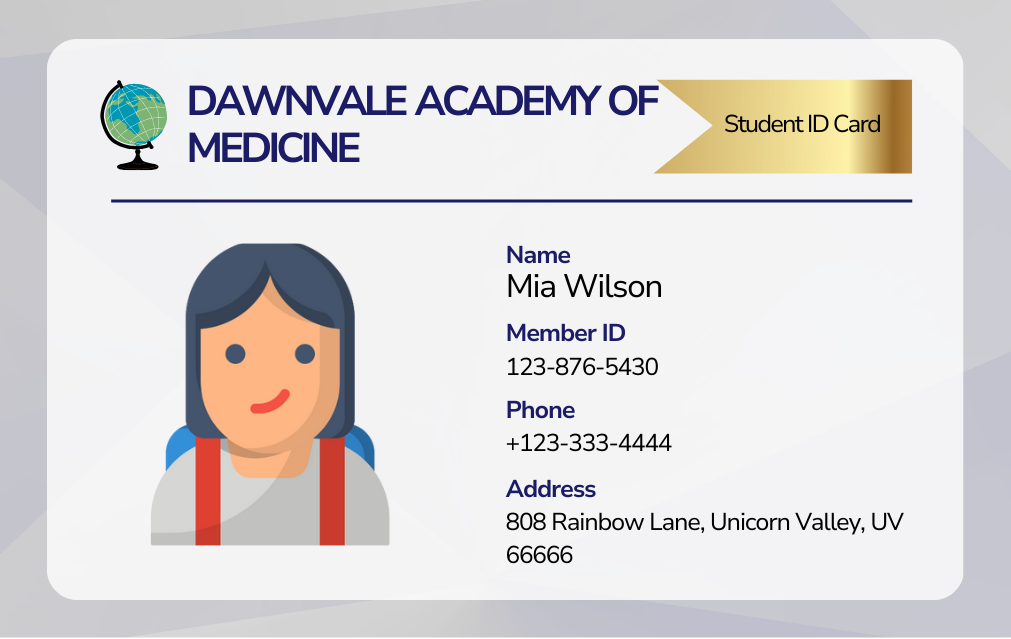 DAWNVALE ACADEMY OF
MEDICINE
Student ID Card
Name
Mia Wilson
Member ID
123-876-5430
Phone
+123-333-4444
Address
808 Rainbow Lane, Unicorn Valley, UV
66666